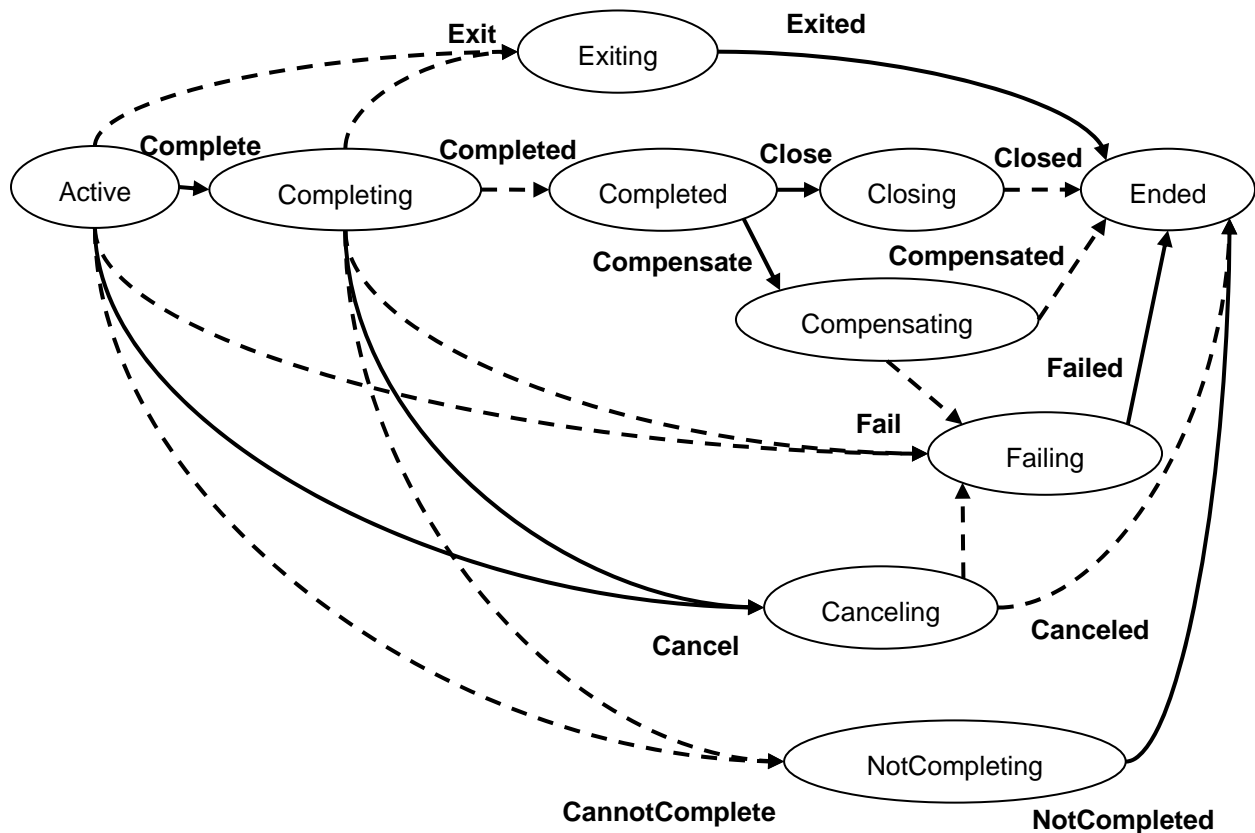 Exit
Exited
Exiting
Complete
Completed
Close
Closed
Active
Completing
Completed
Closing
Ended
Compensate
Compensated
Compensating
Failed
Fail
Failing
Canceling
Cancel
Canceled
NotCompleting
CannotComplete
NotCompleted